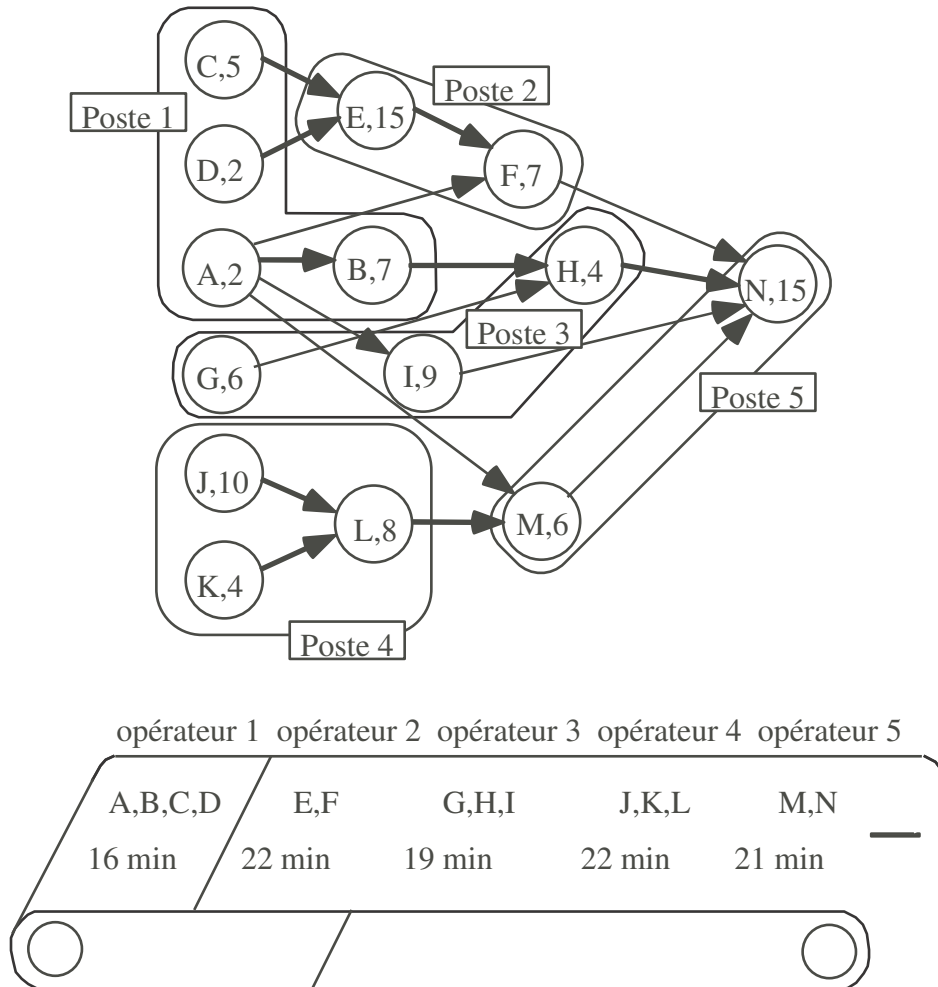 C,5
Poste 2
Poste 1
E,15
D,2
F,7
A,2
B,7
H,4
N,15
Poste 3
G,6
I,9
Poste 5
J,10
L,8
M,6
K,4
Poste 4
opérateur 1 opérateur 2 opérateur 3 opérateur 4 opérateur 5
A,B,C,D E,F G,H,I J,K,L M,N
16 min 22 min 19 min 22 min 21 min